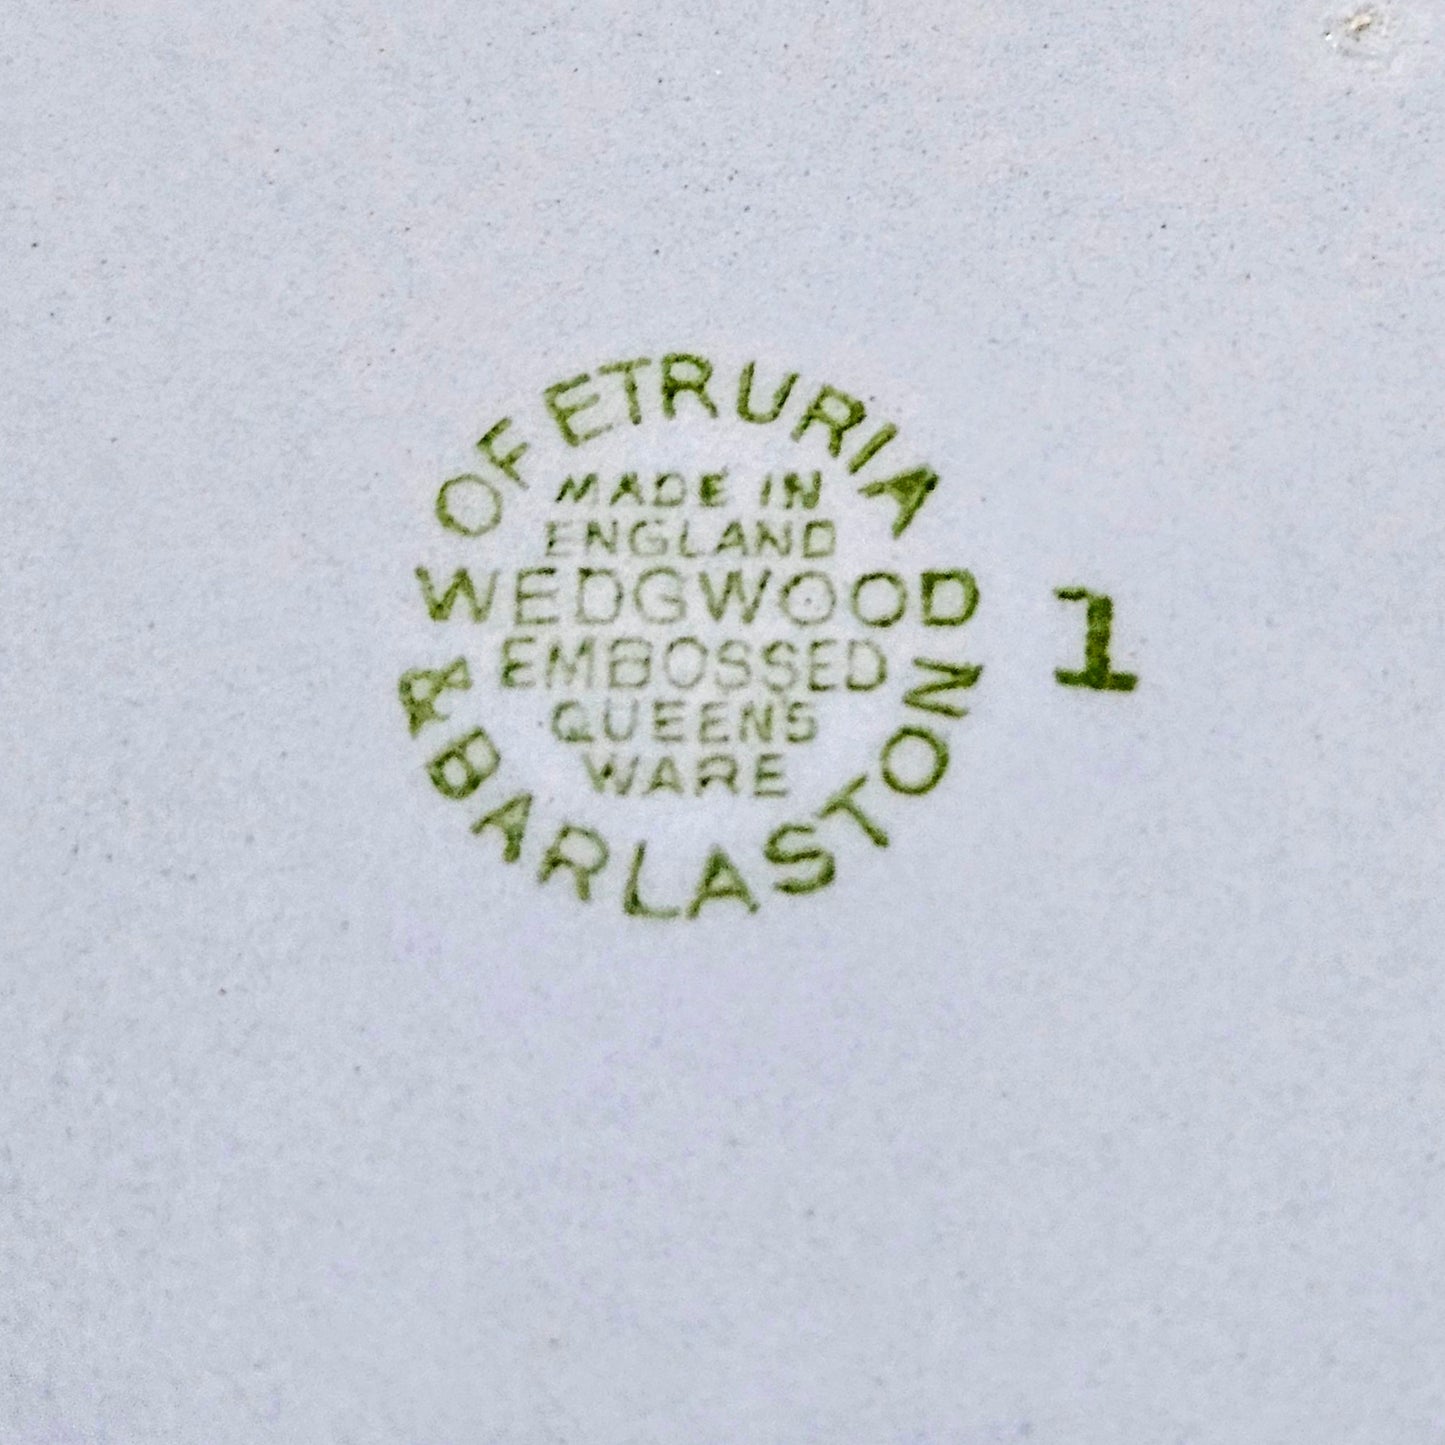 OF ETRURIA
MADE IN
ENGLAND
WEDGWOOD
EMBOSSED
QUEENS
WARE
& BARLASTON
1